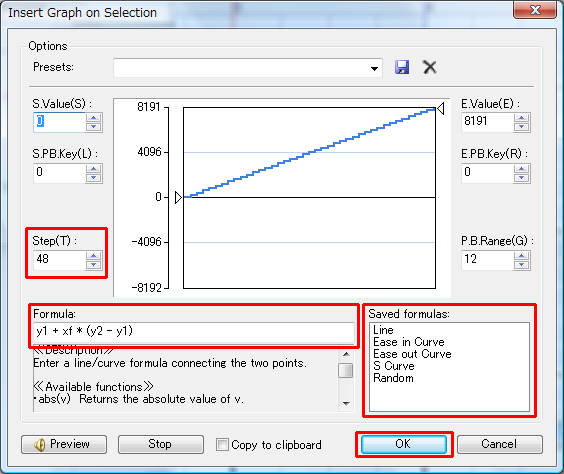 Insert Graph on Selection
Options
Presets:
S.Value(S) :
0
S.PB.Key(L) :
0
Step(T) :
48
8191
4096
0
-4096
-8192
E.Value(E) :
8191
E.PB.Key(R) :
0
P.B.Range(G) :
12
Formula:
y1 + xf * (y2 - y1)
≪Description≫
Enter a line/curve formula connecting the two points.
≪Available functions≫
・abs(v)  Returns the absolute value of v.
Saved formulas:
Line
Ease in Curve
Ease out Curve
S Curve
Random
Preview
Stop
Copy to clipboard
OK
Cancel